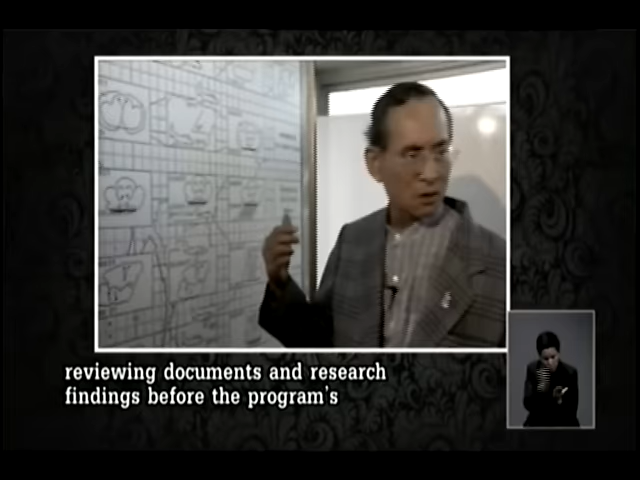 reviewing documents and research
findings before the program's